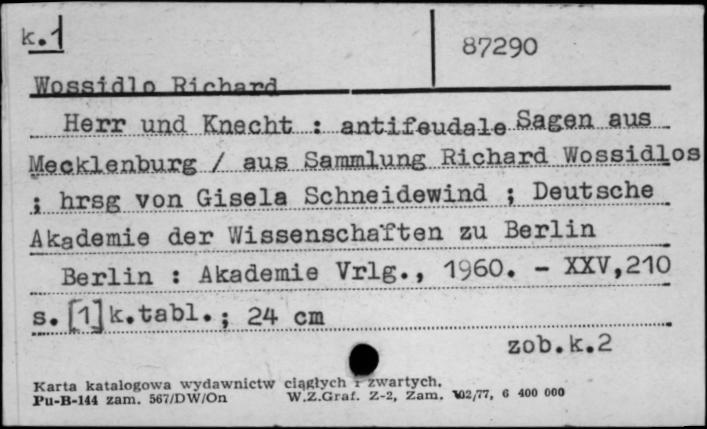 k.1
87290
Wossidlo Richard
Herr und Knecht : antifeudale Sagen aus
Mecklenburg / aus Sammlung Richard Wossidlos
; hrsg von Gisela Schneidewind ; Deutsche
Akademie der Wissenschaften zu Berlin
Berlin : Akademie Vrlg., 1960. - XXV,210
s. [1] k.tabl.; 24 cm
zob.k.2
Karta katalogowa wydawnictw ciągłych i zwartych.
Pu-B-144 zam. 567/DW/On W.Z.Graf. Z-2, Zam. 102/77, 6 400 000